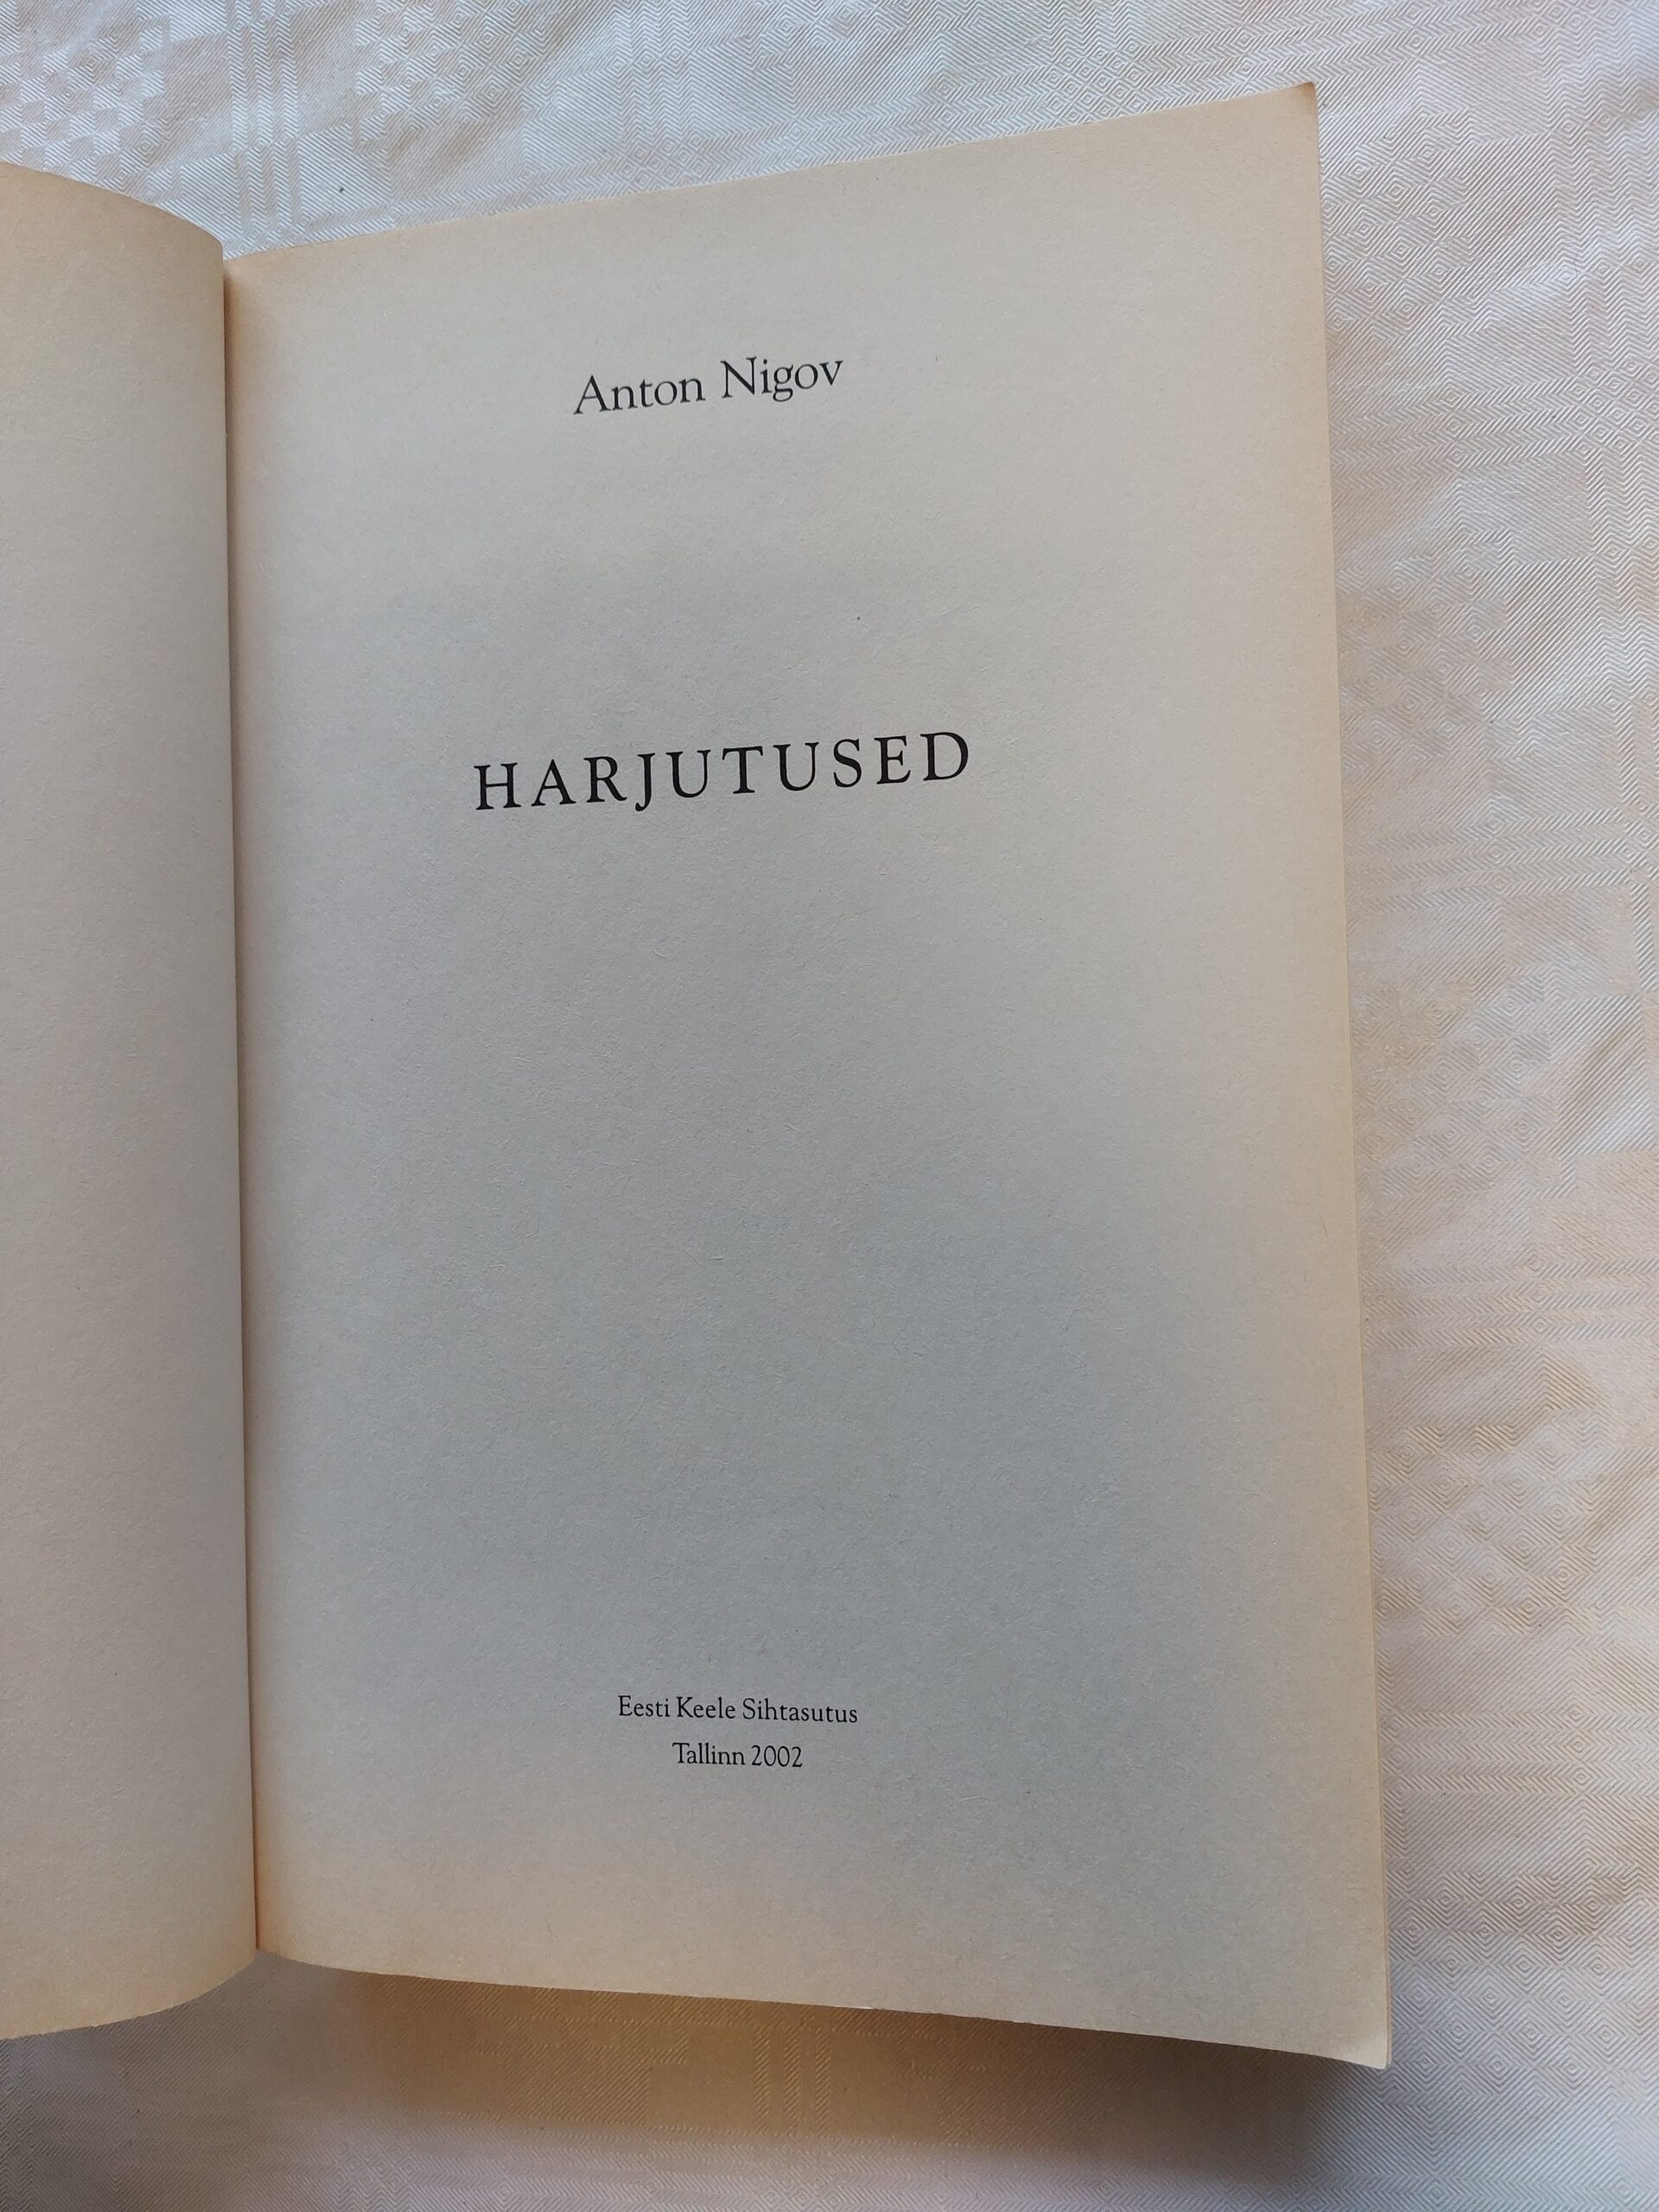 Anton Nigov
HARJUTUSED
Eesti Keele Sihtasutus
Tallinn 2002